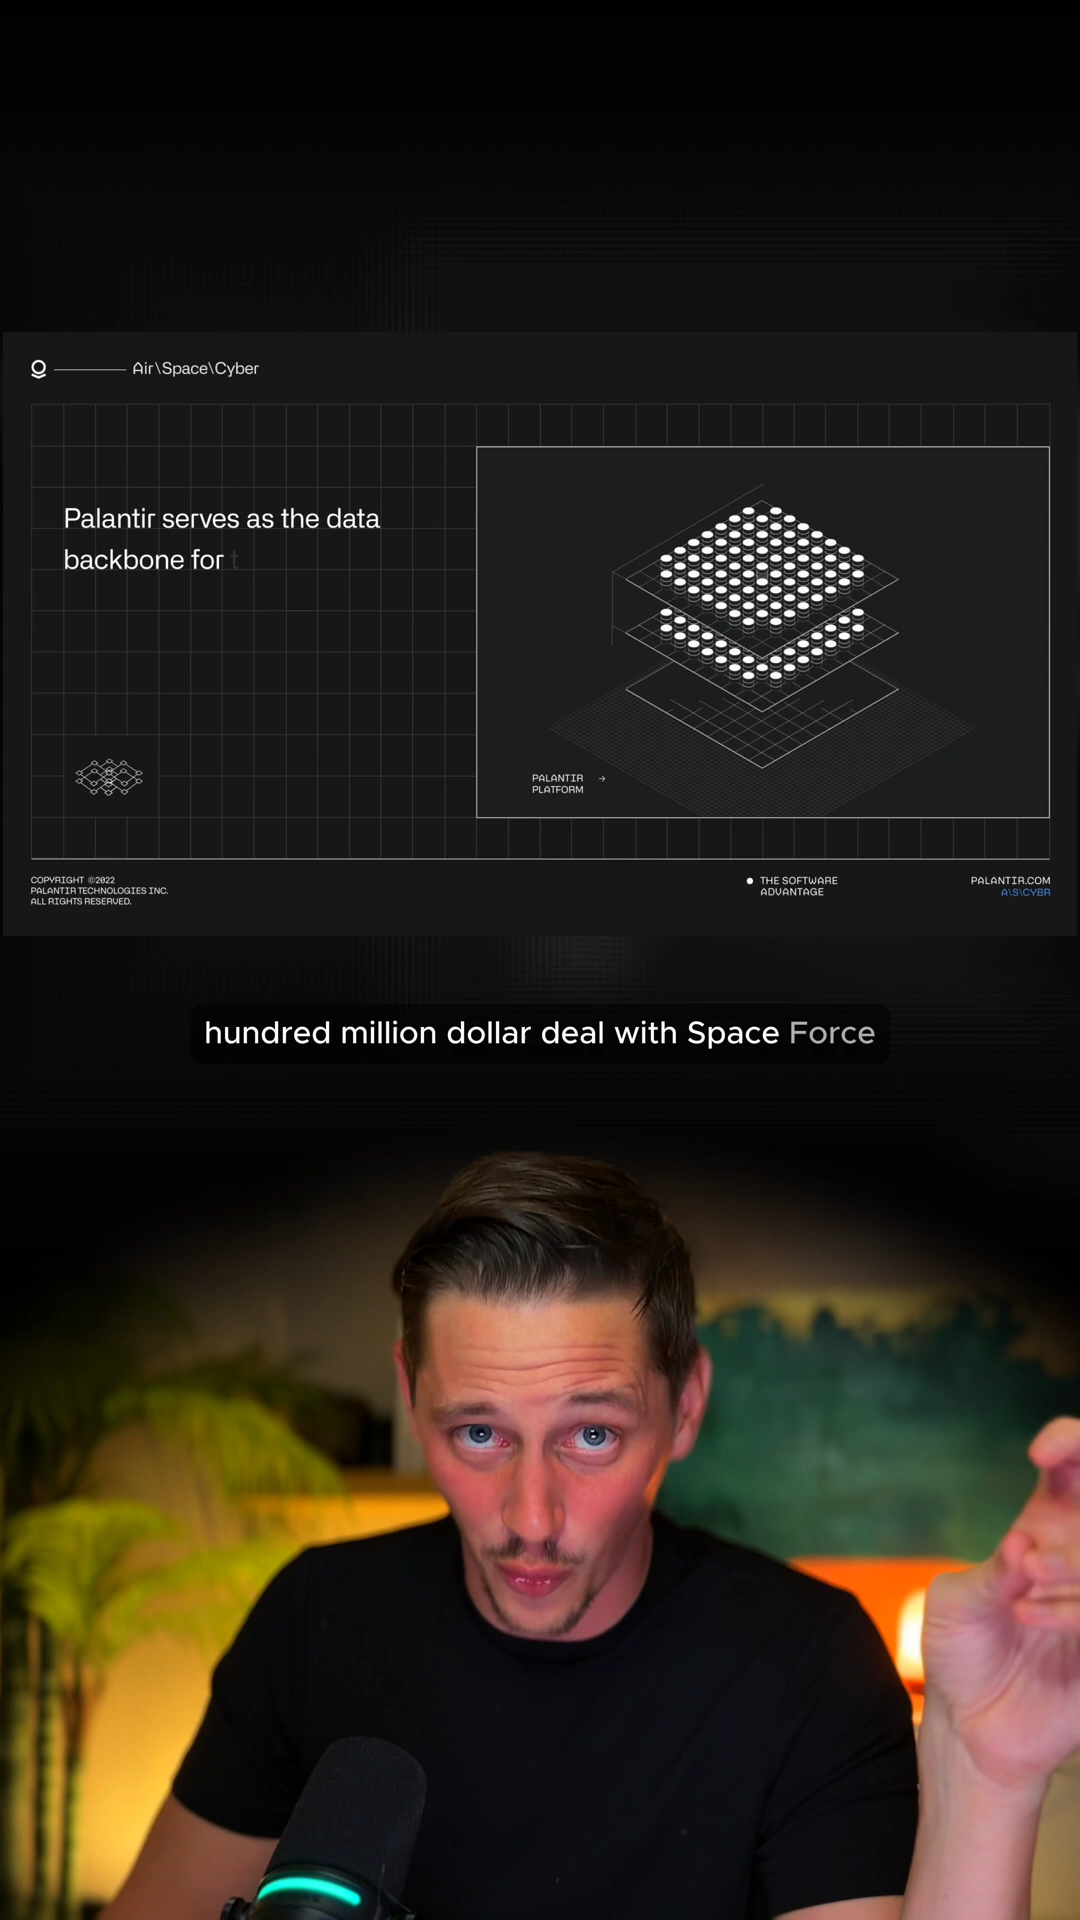 Air\Space\Cyber
Palantir serves as the data
backbone for t
PALANTIR →
PLATFORM
COPYRIGHT ©2022
PALANTIR TECHNOLOGIES INC.
ALL RIGHTS RESERVED.
THE SOFTWARE
ADVANTAGE
PALANTIR.COM
A\S\CYBR
hundred million dollar deal with Space Force